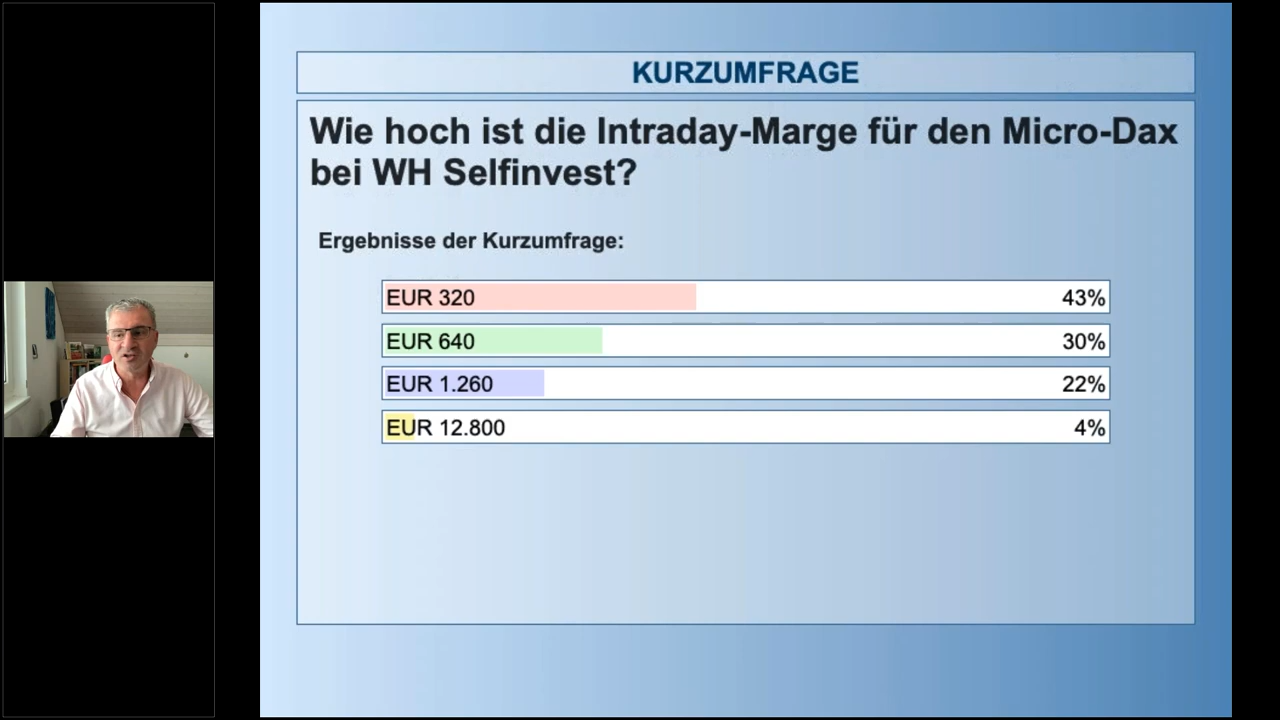 KURZUMFRAGE
Wie hoch ist die Intraday-Marge für den Micro-Dax
bei WH Selfinvest?
Ergebnisse der Kurzumfrage:
EUR 320 43%
EUR 640 30%
EUR 1.260 22%
EUR 12.800 4%